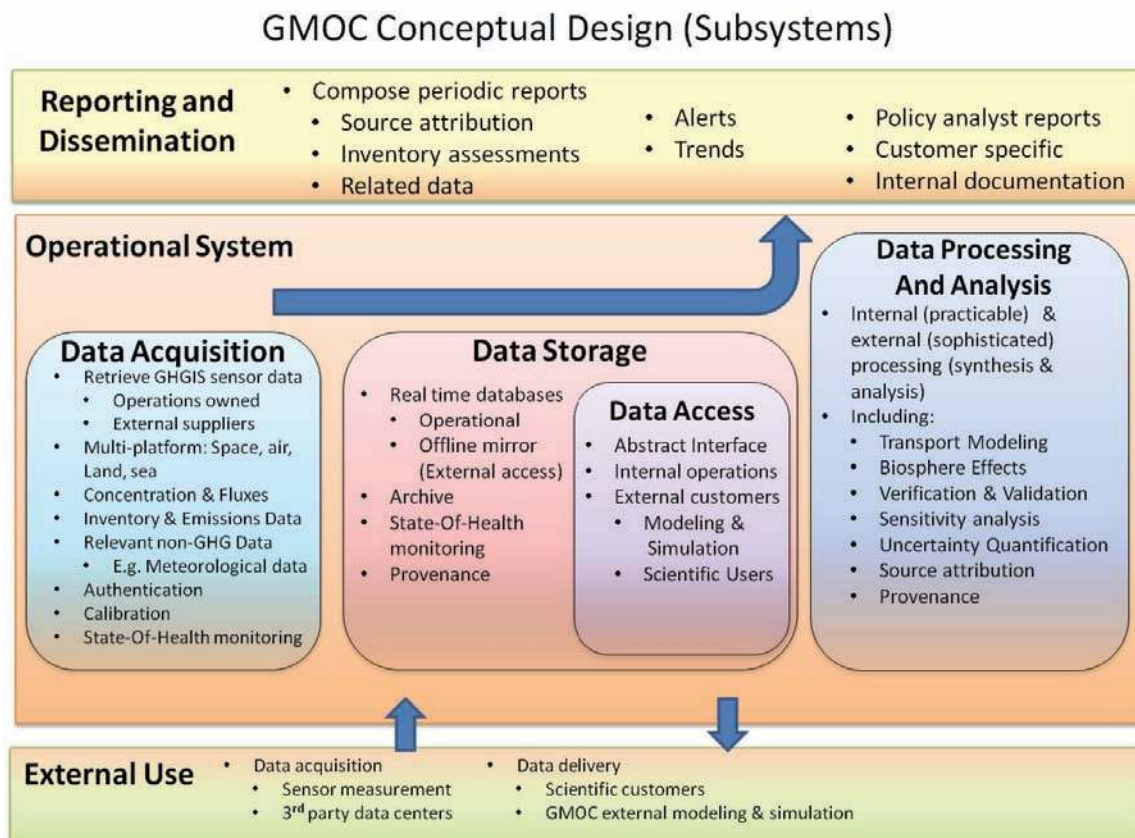 GMOC Conceptual Design (Subsystems)
Reporting and
Dissemination
• Compose periodic reports
• Source attribution
• Inventory assessments
• Related data
• Alerts
• Trends
• Policy analyst reports
• Customer specific
• Internal documentation
Operational System
Data Acquisition
• Retrieve GHGIS sensor data
• Operations owned
• External suppliers
• Multi-platform: Space, air,
Land, sea
• Concentration & Fluxes
• Inventory & Emissions Data
• Relevant non-GHG Data
• E.g. Meteorological data
• Authentication
• Calibration
• State-Of-Health monitoring
Data Storage
• Real time databases
• Operational
• Offline mirror
(External access)
• Archive
• State-Of-Health
monitoring
• Provenance
Data Access
• Abstract Interface
• Internal operations
• External customers
• Modeling &
Simulation
• Scientific Users
Data Processing
And Analysis
• Internal (practicable) &
external (sophisticated)
processing (synthesis &
analysis)
• Including:
• Transport Modeling
• Biosphere Effects
• Verification & Validation
• Sensitivity analysis
• Uncertainty Quantification
• Source attribution
• Provenance
External Use
• Data acquisition
• Sensor measurement
• 3rd party data centers
• Data delivery
• Scientific customers
• GMOC external modeling & simulation